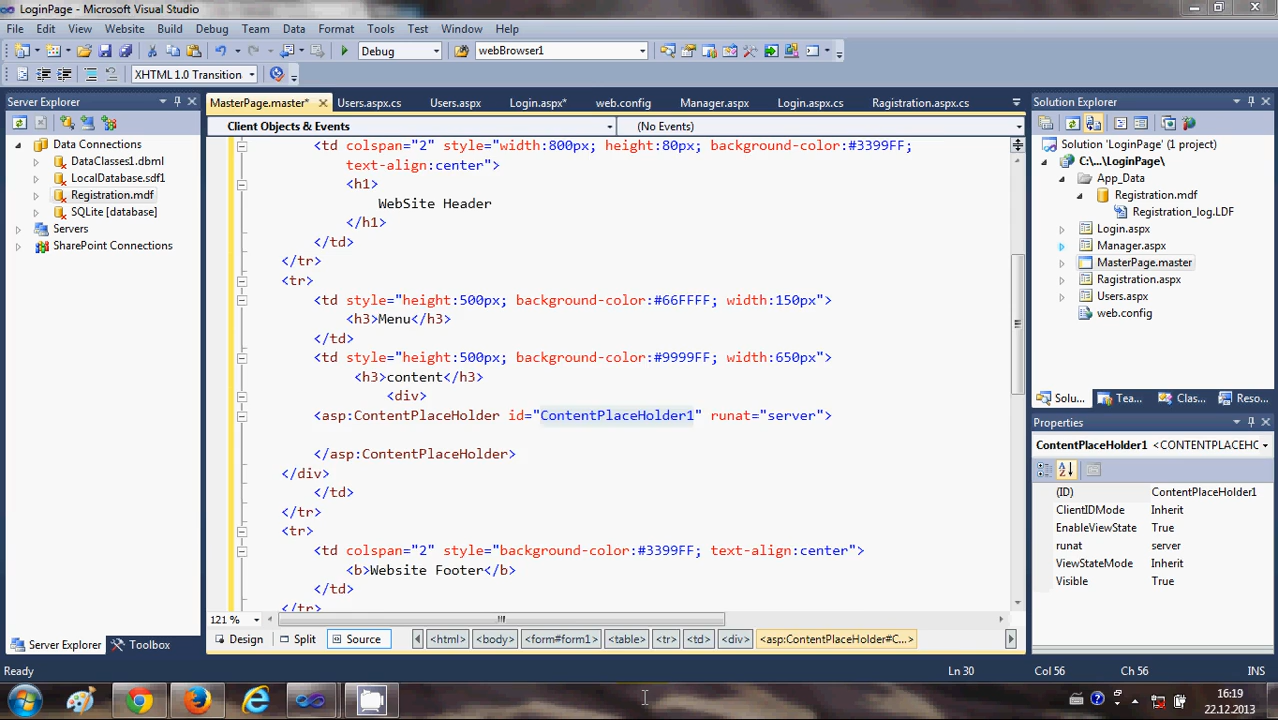 LoginPage - Microsoft Visual Studio
File Edit View Website Build Debug Team Data Format Tools Test Window Help
Debug webBrowser1
XHTML 1.0 Transition
Server Explorer
Data Connections
DataClasses1.dbml
LocalDatabase.sdf1
Registration.mdf
SQLite [database]
Servers
SharePoint Connections
Server Explorer Toolbox
MasterPage.master* Users.aspx.cs Users.aspx Login.aspx* web.config Manager.aspx Login.aspx.cs Ragistration.aspx.cs
Client Objects & Events (No Events)
<td colspan="2" style="width:800px; height:80px; background-color:#3399FF;
text-align:center">
<h1>
WebSite Header
</h1>
</td>
</tr>
<tr>
<td style="height:500px; background-color:#66FFFF; width:150px">
<h3>Menu</h3>
</td>
<td style="height:500px; background-color:#9999FF; width:650px">
<h3>content</h3>
<div>
<asp:ContentPlaceHolder id="ContentPlaceHolder1" runat="server">
</asp:ContentPlaceHolder>
</div>
</td>
</tr>
<tr>
<td colspan="2" style="background-color:#3399FF; text-align:center">
<b>Website Footer</b>
</td>
</tr>
121 %
Design Split Source <html> <body> <form#form1> <table> <tr> <td> <div> <asp:ContentPlaceHolder#C...>
Solution Explorer
Solution 'LoginPage' (1 project)
C:\...\LoginPage\
App_Data
Registration.mdf
Registration_log.LDF
Login.aspx
Manager.aspx
MasterPage.master
Ragistration.aspx
Users.aspx
web.config
Solu... Tea... Clas... Reso...
Properties
ContentPlaceHolder1 <CONTENTPLACEHC
(ID) ContentPlaceHolder1
ClientIDMode Inherit
EnableViewState True
runat server
ViewStateMode Inherit
Visible True
Ready Ln 30 Col 56 Ch 56 INS
16:19
22.12.2013